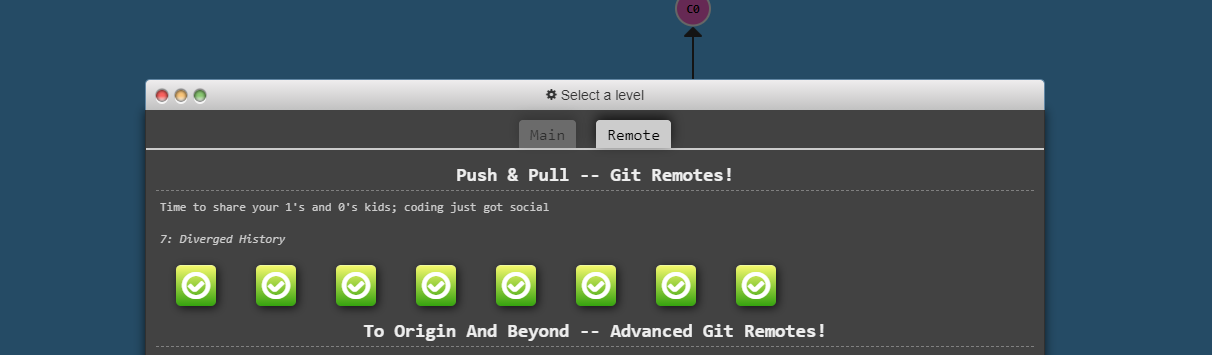 C0
Select a level
Main
Remote
Push & Pull -- Git Remotes!
Time to share your 1's and 0's kids; coding just got social
7: Diverged History
To Origin And Beyond -- Advanced Git Remotes!